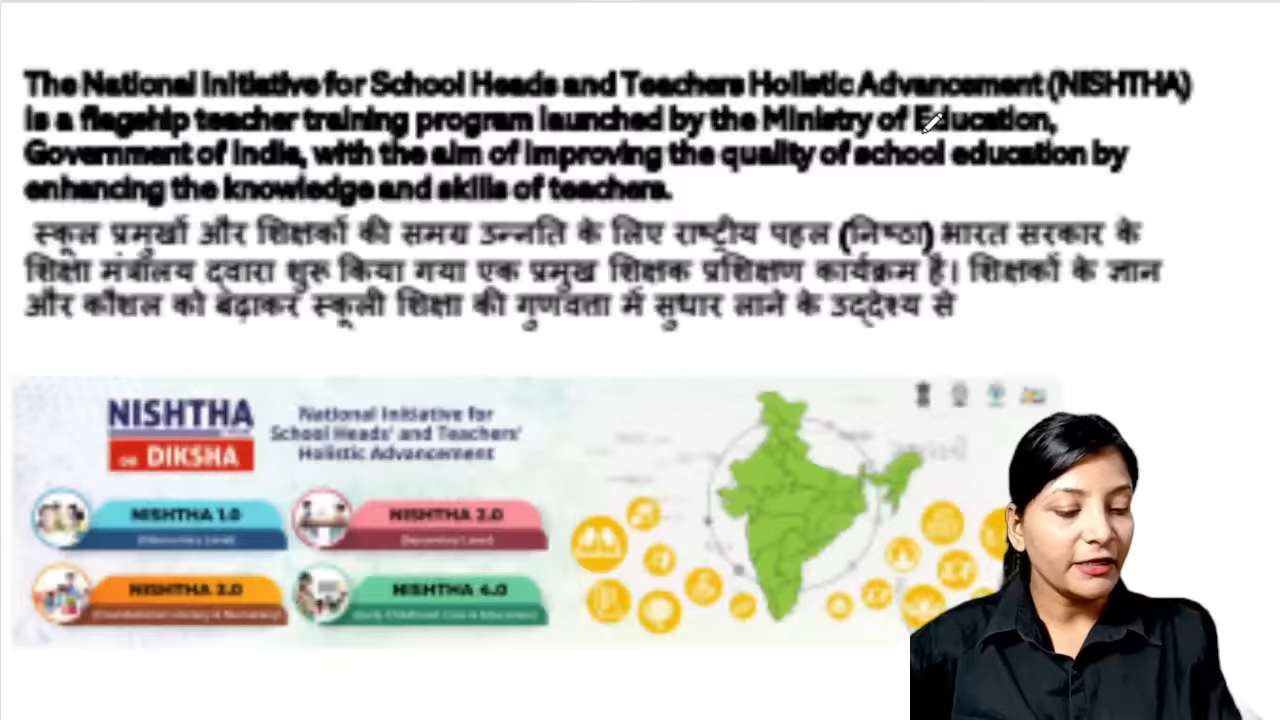 The National Initiative for School Heads and Teachers Holistic Advancement (NISHTHA)
is a flagship teacher training program launched by the Ministry of Education,
Government of India, with the aim of improving the quality of school education by
enhancing the knowledge and skills of teachers.
स्कूल प्रमुखों और शिक्षकों की समग्र उन्नति के लिए राष्ट्रीय पहल (निष्ठा) भारत सरकार के
शिक्षा मंत्रालय द्वारा शुरू किया गया एक प्रमुख शिक्षक प्रशिक्षण कार्यक्रम है। शिक्षकों के ज्ञान
और कौशल को बढ़ाकर स्कूली शिक्षा की गुणवत्ता में सुधार लाने के उद्देश्य से
NISHTHA
ON DIKSHA
National Initiative for
School Heads' and Teachers'
Holistic Advancement
NISHTHA 1.0
(Elementary Level)
NISHTHA 2.0
(Secondary Level)
NISHTHA 3.0
(Foundational Literacy & Numeracy)
NISHTHA 4.0
(Early Childhood Care & Education)